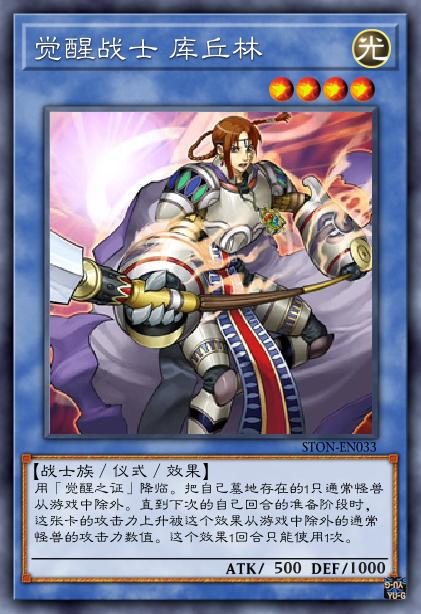 觉醒战士 库丘林
光
STON-EN033
【战士族/仪式/效果】
用「觉醒之证」降临。把自己墓地存在的1只通常怪兽
从游戏中除外。直到下次的自己回合的准备阶段时，
这张卡的攻击力上升被这个效果从游戏中除外的通常
怪兽的攻击力数值。这个效果1回合只能使用1次。
ATK/ 500 DEF/1000